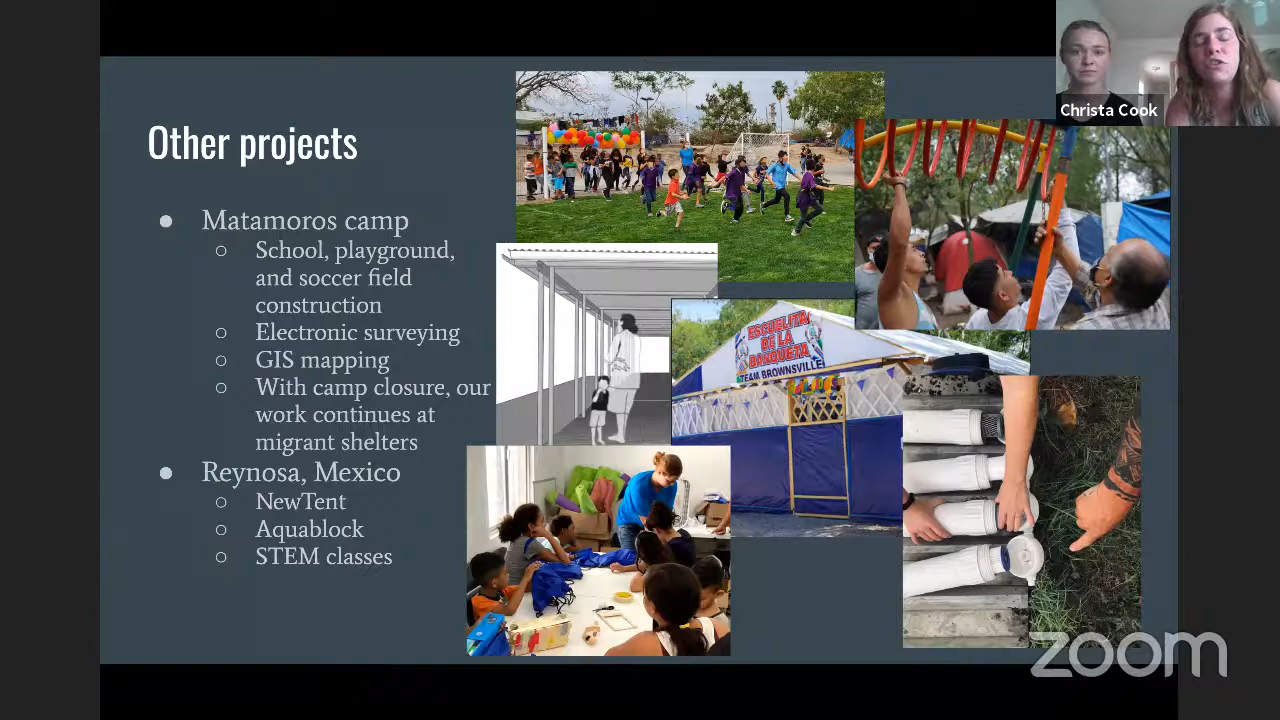 Christa Cook
Other projects
● Matamoros camp
○ School, playground,
and soccer field
construction
○ Electronic surveying
○ GIS mapping
○ With camp closure, our
work continues at
migrant shelters
● Reynosa, Mexico
○ NewTent
○ Aquablock
○ STEM classes
ESCUELITA
DE LA
BANQUETA
TEAM BROWNSVILLE
zoom